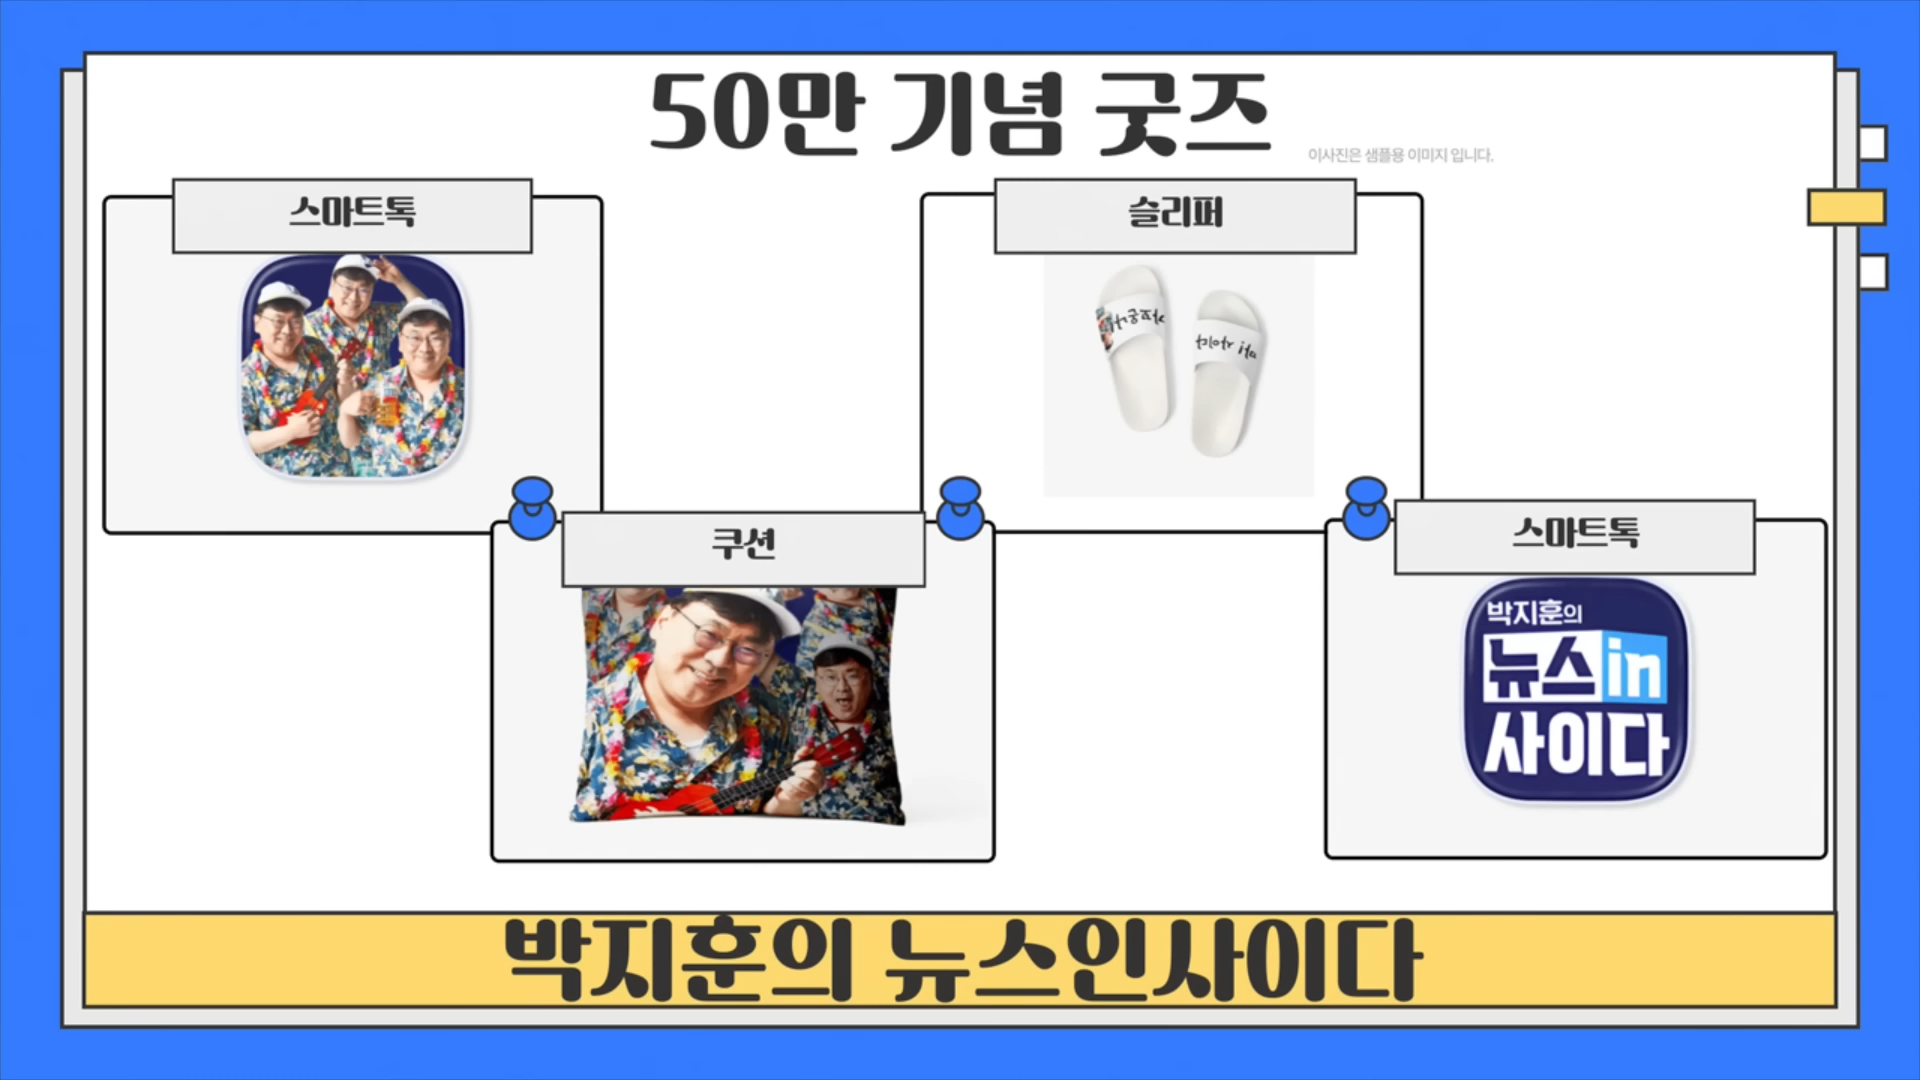 50만 기념 굿즈
이사진은 샘플용 이미지 입니다.
스마트톡
슬리퍼
쿠션
스마트톡
박지훈의
뉴스in
사이다
박지훈의 뉴스인사이다